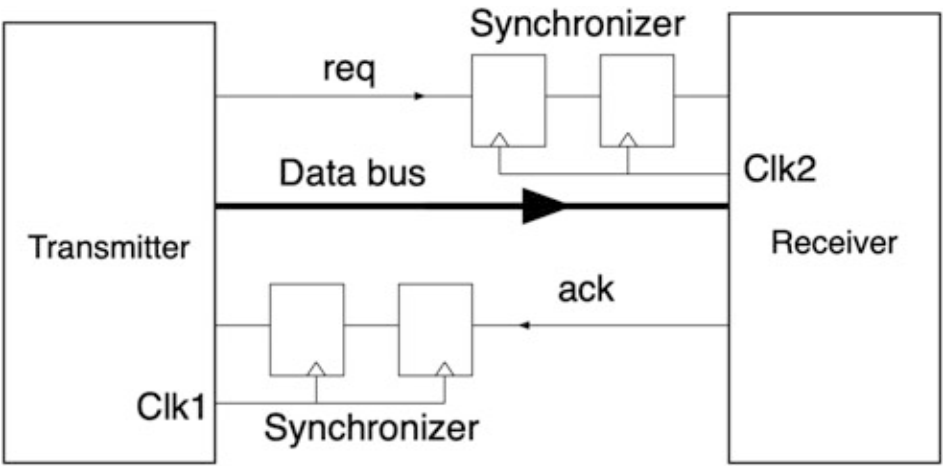 Synchronizer
req
Clk2
Data bus
Transmitter
Receiver
ack
Clk1
Synchronizer